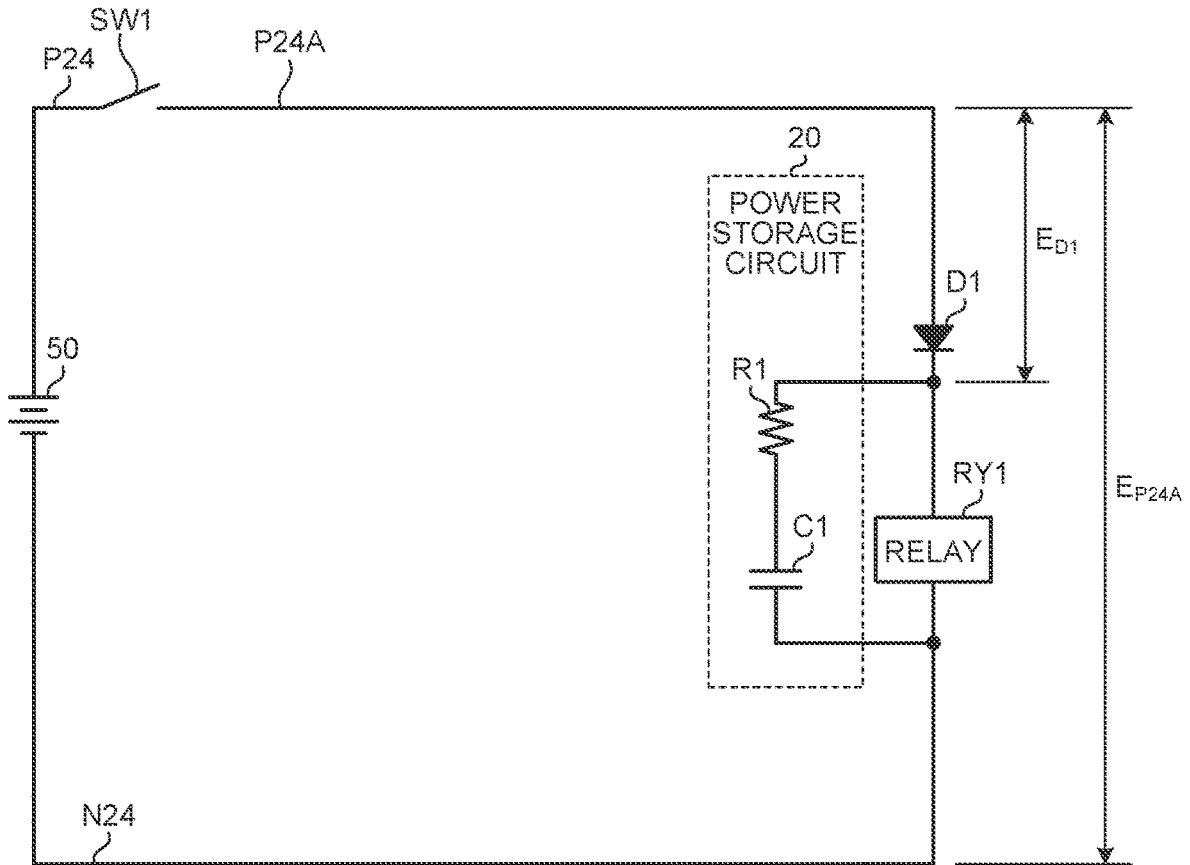 SW1
P24
P24A
20
POWER
STORAGE
CIRCUIT
E_D1
D1
50
R1
RY1
E_P24A
C1
RELAY
N24